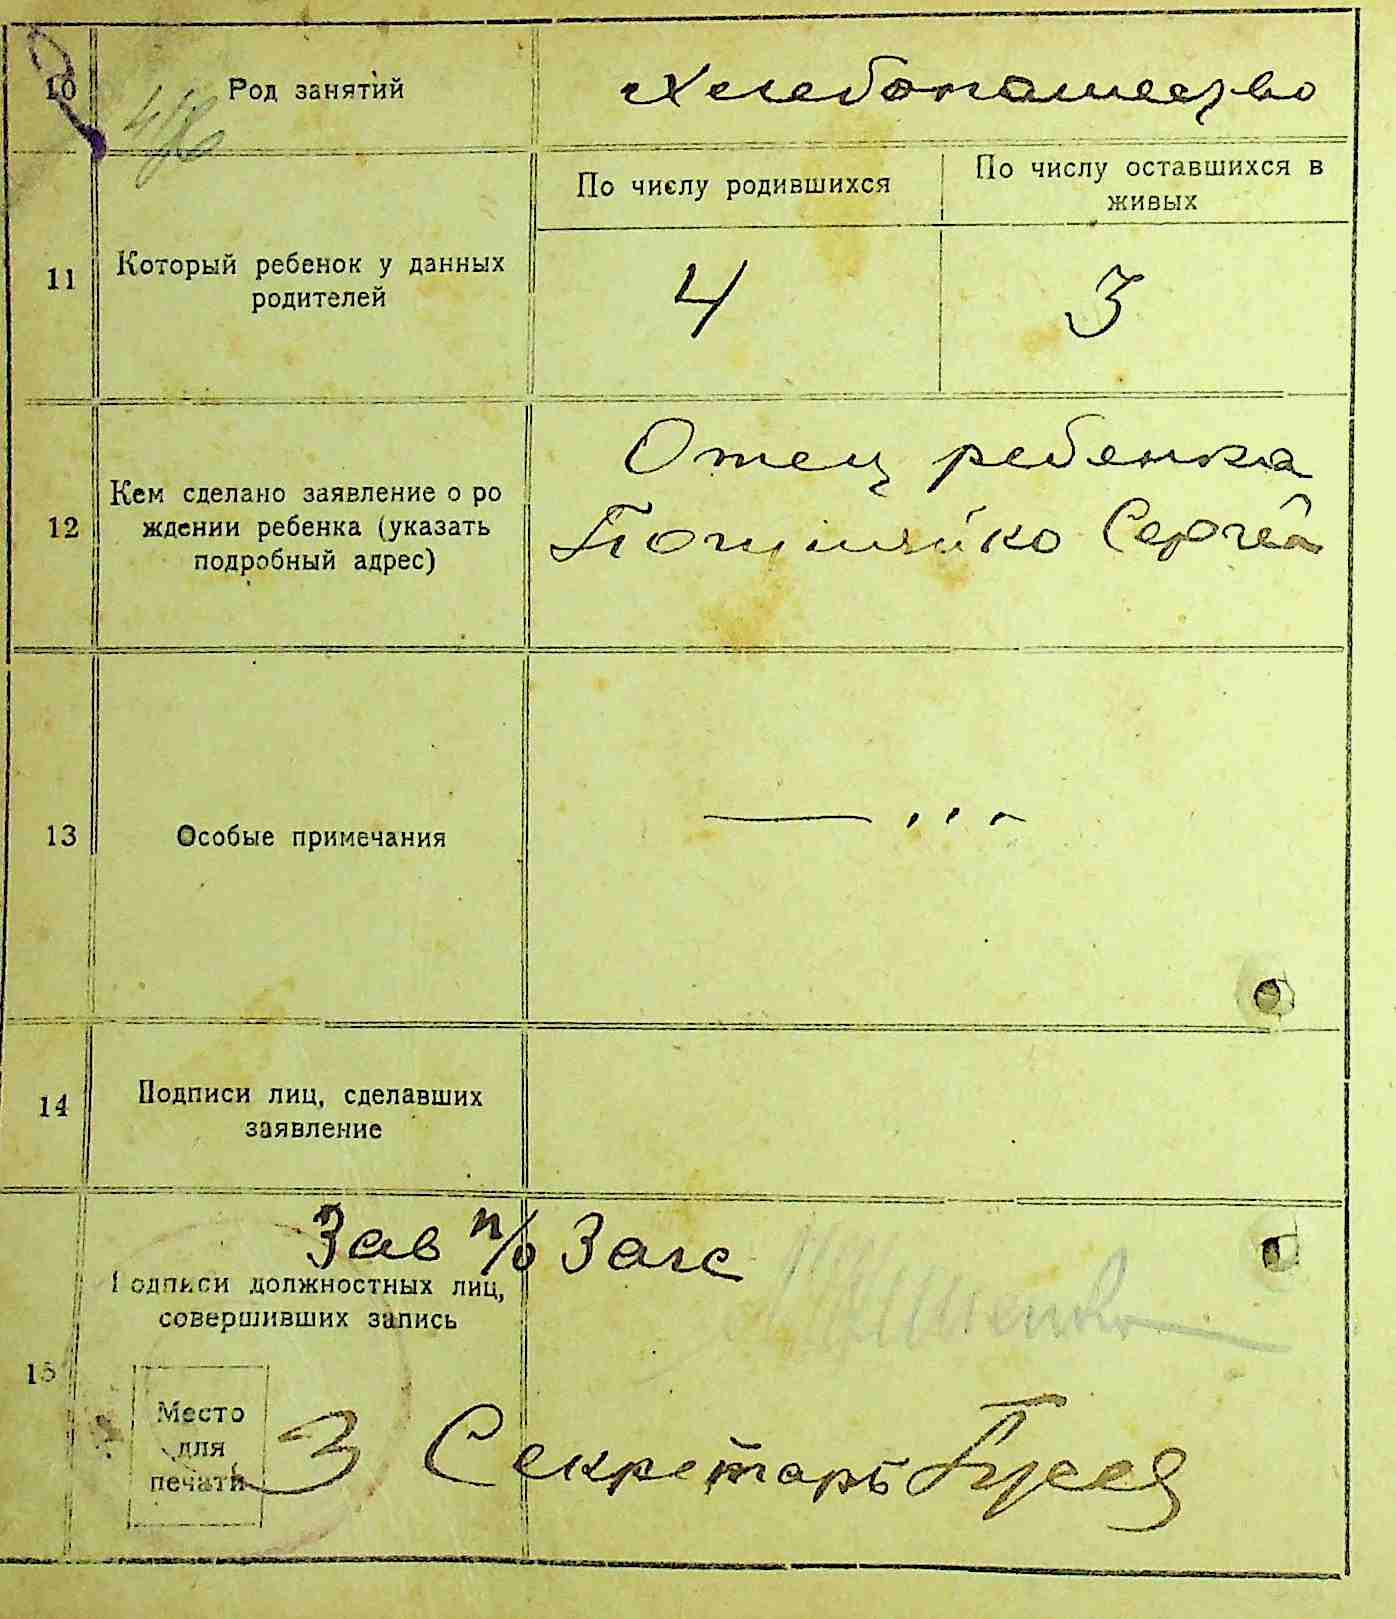 10
Род занятий
Хлебопашество
11
Который ребенок у данных
родителей
По числу родившихся
По числу оставшихся в
живых
4
3
12
Кем сделано заявление о ро
ждении ребенка (указать
подробный адрес)
Отец ребенка
Сергей
13
Особые примечания
14
Подписи лиц, сделавших
заявление
15
Зав п/о Загс
Подписи должностных лиц,
совершивших запись
Место
для
печати
З Секретарь